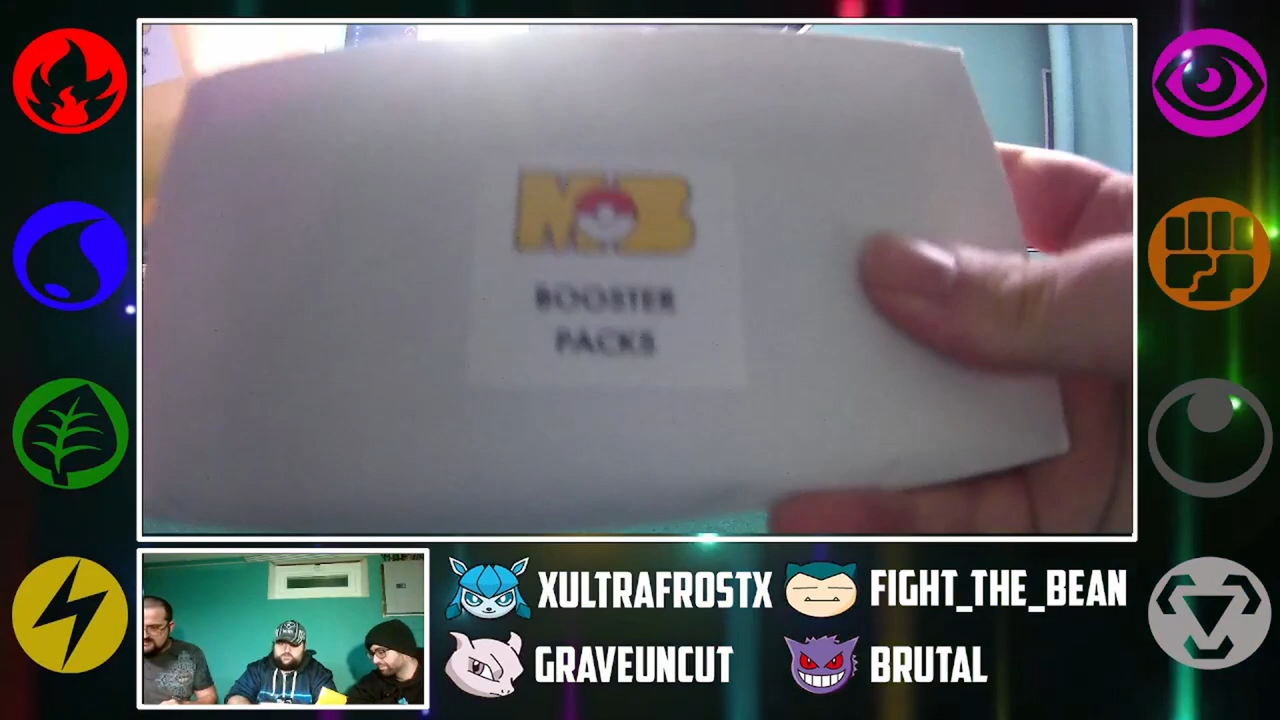 MB
BOOSTER
PACKS
XULTRAFROSTX
FIGHT_THE_BEAN
GRAVEUNCUT
BRUTAL